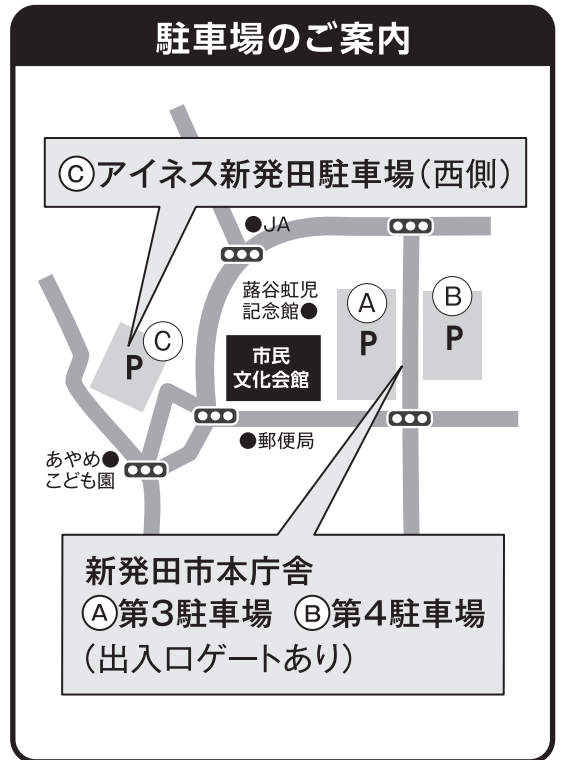 駐車場のご案内
Ⓒアイネス新発田駐車場（西側）
●JA
蕗谷虹児
記念館●
Ⓐ
P
Ⓑ
P
Ⓒ
P
市民
文化会館
●郵便局
あやめ●
こども園
新発田市本庁舎
Ⓐ第3駐車場 Ⓑ第4駐車場
（出入口ゲートあり）